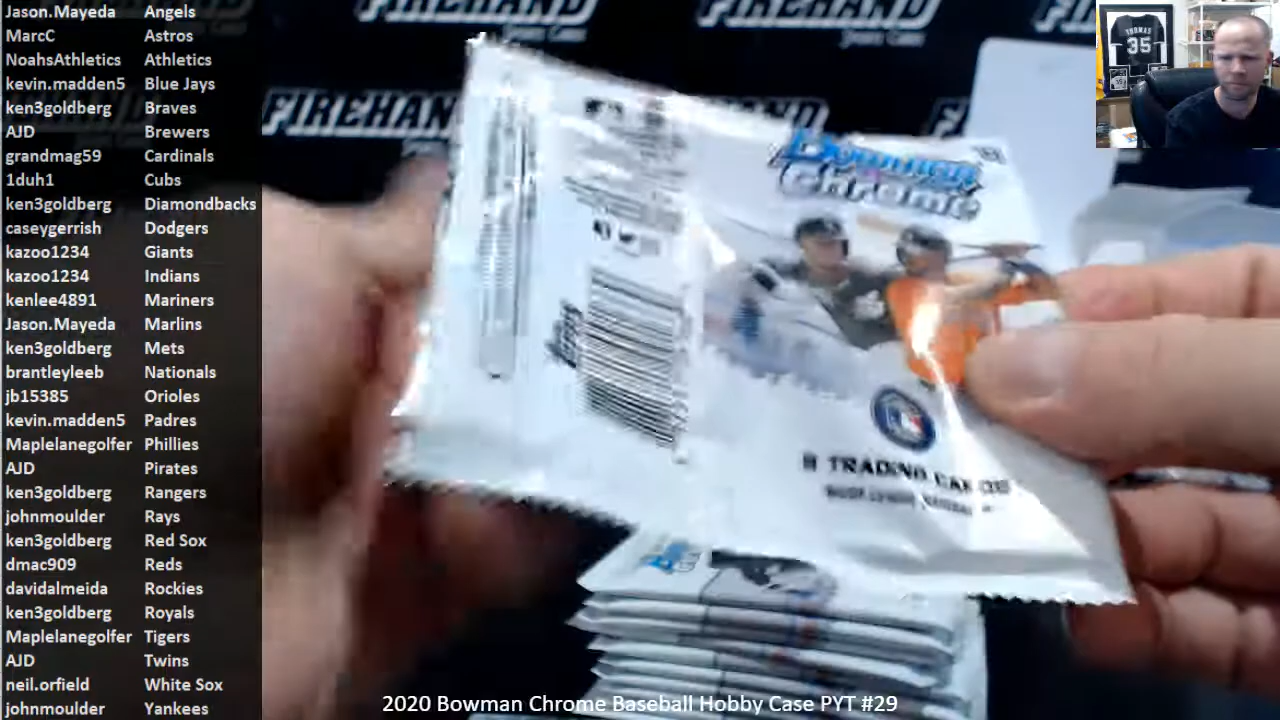 Jason.Mayeda Angels
MarcC Astros
NoahsAthletics Athletics
kevin.madden5 Blue Jays
ken3goldberg Braves
AJD Brewers
grandmag59 Cardinals
1duh1 Cubs
ken3goldberg Diamondbacks
caseygerrish Dodgers
kazoo1234 Giants
kazoo1234 Indians
kenlee4891 Mariners
Jason.Mayeda Marlins
ken3goldberg Mets
brantleyleeb Nationals
jb15385 Orioles
kevin.madden5 Padres
Maplelanegolfer Phillies
AJD Pirates
ken3goldberg Rangers
johnmoulder Rays
ken3goldberg Red Sox
dmac909 Reds
davidalmeida Rockies
ken3goldberg Royals
Maplelanegolfer Tigers
AJD Twins
neil.orfield White Sox
johnmoulder Yankees
FIREHAND
THOMAS
35
Bowman
Chrome
8 TRADING CARDS
2020 Bowman Chrome Baseball Hobby Case PYT #29